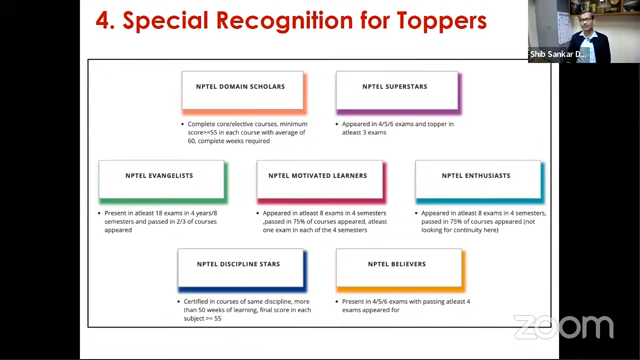 4. Special Recognition for Toppers
Shib Sankar D...
NPTEL DOMAIN SCHOLARS
Complete core/elective courses, minimum
score>=55 in each course with average of
60, complete weeks required
NPTEL SUPERSTARS
Appeared in 4/5/6 exams and topper in
atleast 3 exams
NPTEL EVANGELISTS
Present in atleast 18 exams in 4 years/8
semesters and passed in 2/3 of courses
appeared
NPTEL MOTIVATED LEARNERS
Appeared in atleast 8 exams in 4 semesters
,passed in 75% of courses appeared, atleast
one exam in each of the 4 semesters
NPTEL ENTHUSIASTS
Appeared in atleast 8 exams in 4 semesters,
passed in 75% of courses appeared (not
looking for continuity here)
NPTEL DISCIPLINE STARS
Certified in courses of same discipline, more
than 50 weeks of learning, final score in each
subject >= 55
NPTEL BELIEVERS
Present in 4/5/6 exams with passing atleast 4
exams appeared for
zoom